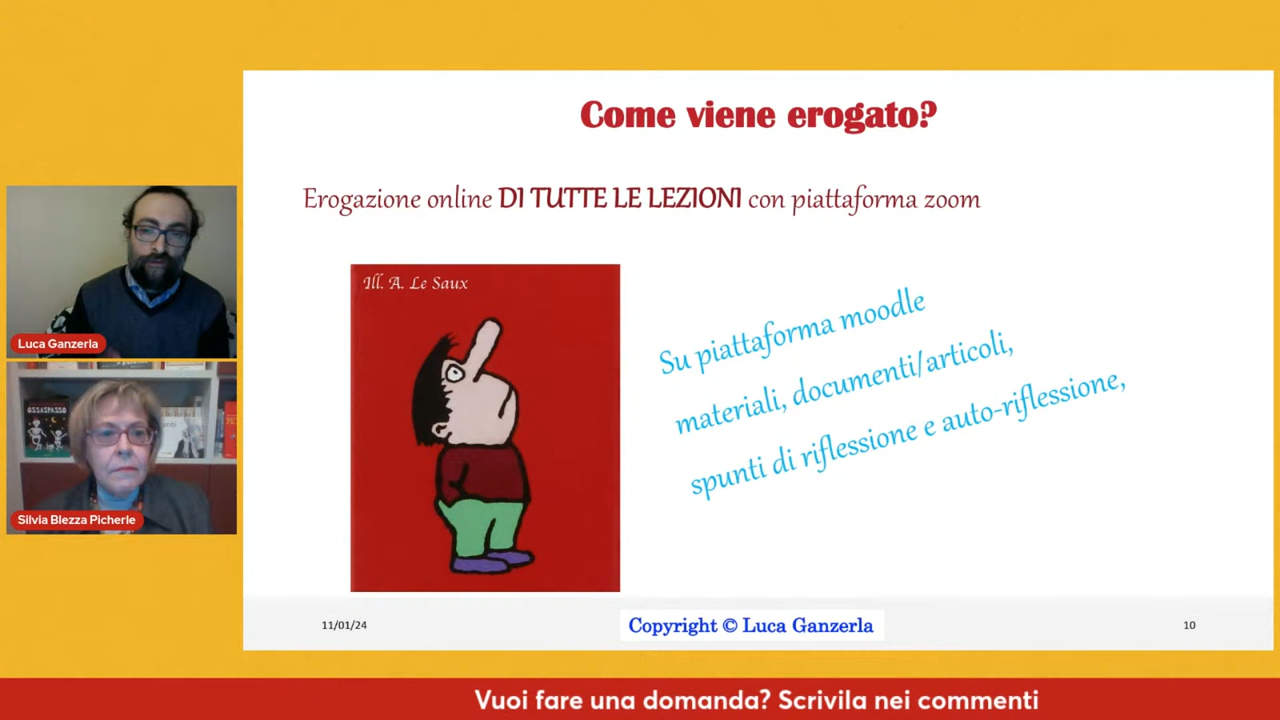 Come viene erogato?
Erogazione online DI TUTTE LE LEZIONI con piattaforma zoom
Ill. A. Le Saux
Su piattaforma moodle
materiali, documenti/articoli,
spunti di riflessione e auto-riflessione,
Luca Ganzerla
OSSASPASSO
Silvia Blezza Picherle
11/01/24
Copyright © Luca Ganzerla
10
Vuoi fare una domanda? Scrivila nei commenti